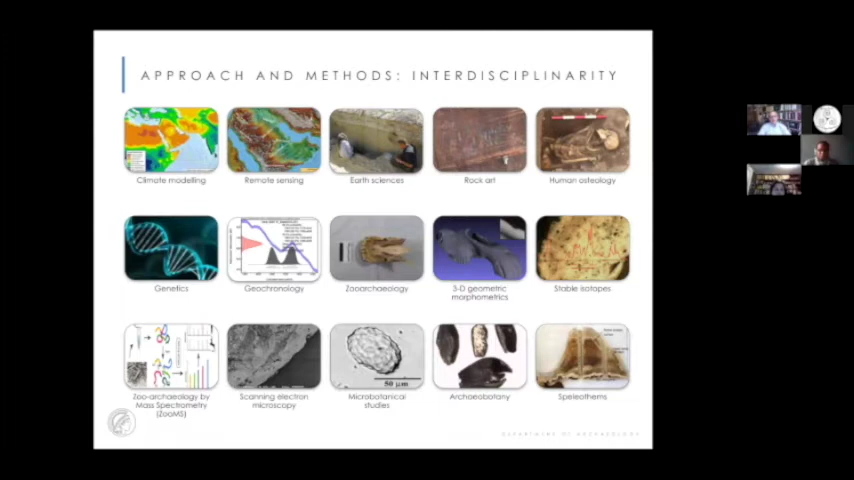 APPROACH AND METHODS: INTERDISCIPLINARITY
Climate modelling
Remote sensing
Earth sciences
Rock art
Human osteology
Genetics
Geochronology
Zooarchaeology
3-D geometric
morphometrics
Stable isotopes
Zoo-archaeology by
Mass Spectrometry
(ZooMS)
Scanning electron
microscopy
50 µm
Microbotanical
studies
Archaeobotany
Speleothems
DEPARTMENT OF ARCHAEOLOGY